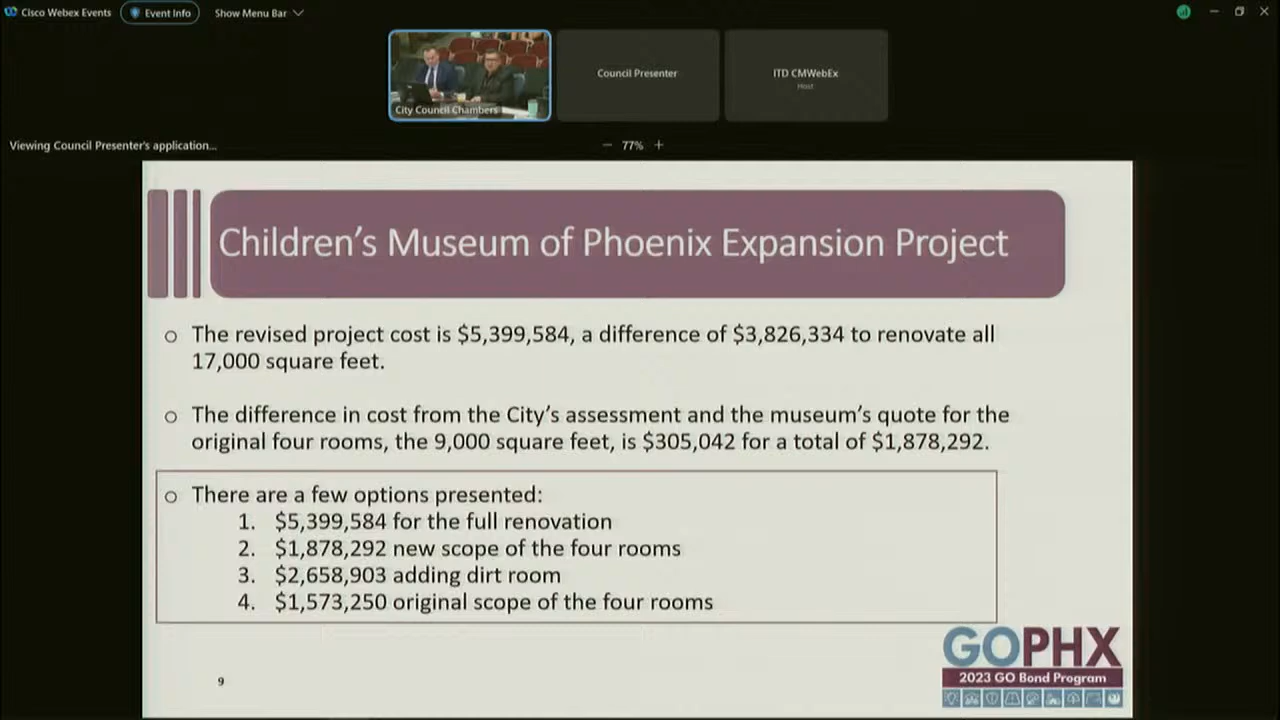 Cisco Webex Events
Event Info
Show Menu Bar
City Council Chambers
Council Presenter
ITD CMWebEx
Host
Viewing Council Presenter's application...
77%
Children's Museum of Phoenix Expansion Project
The revised project cost is $5,399,584, a difference of $3,826,334 to renovate all
17,000 square feet.
The difference in cost from the City's assessment and the museum's quote for the
original four rooms, the 9,000 square feet, is $305,042 for a total of $1,878,292.
There are a few options presented:
1. $5,399,584 for the full renovation
2. $1,878,292 new scope of the four rooms
3. $2,658,903 adding dirt room
4. $1,573,250 original scope of the four rooms
GOPHX
2023 GO Bond Program
9